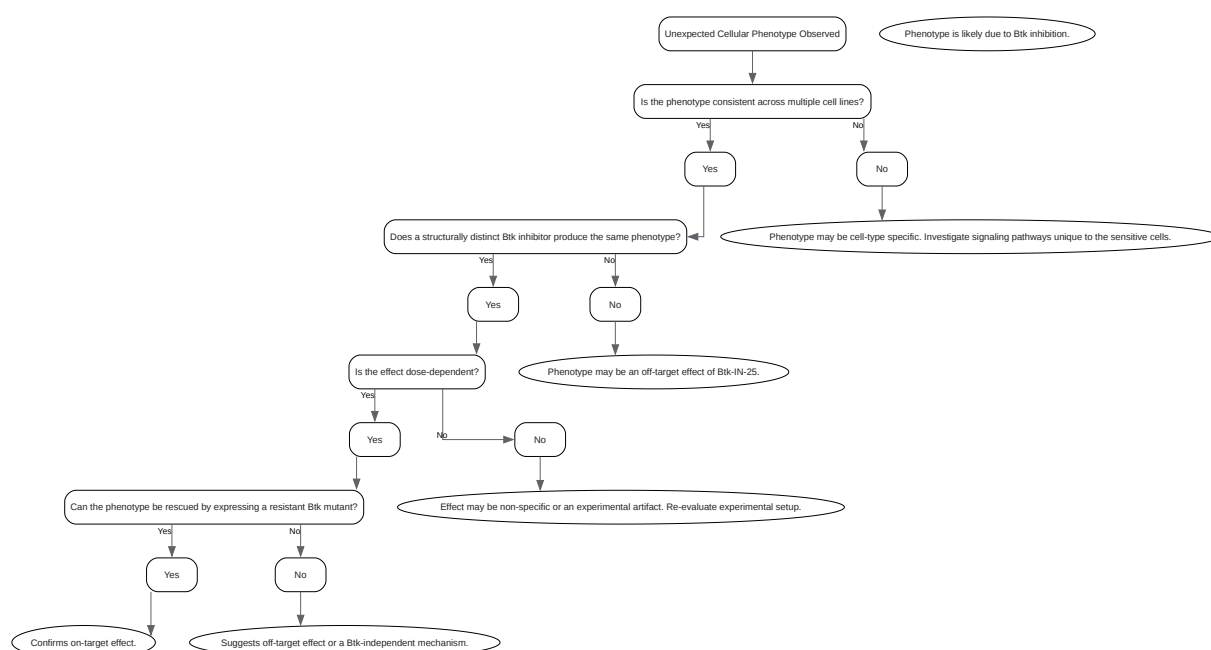 Unexpected Cellular Phenotype Observed
Phenotype is likely due to Btk inhibition.
Is the phenotype consistent across multiple cell lines?
Yes
No
Yes
No
Does a structurally distinct Btk inhibitor produce the same phenotype?
Phenotype may be cell-type specific. Investigate signaling pathways unique to the sensitive cells.
Yes
No
Yes
No
Is the effect dose-dependent?
Phenotype may be an off-target effect of Btk-IN-25.
Yes
No
Yes
No
Can the phenotype be rescued by expressing a resistant Btk mutant?
Effect may be non-specific or an experimental artifact. Re-evaluate experimental setup.
Yes
No
Yes
No
Confirms on-target effect.
Suggests off-target effect or a Btk-independent mechanism.